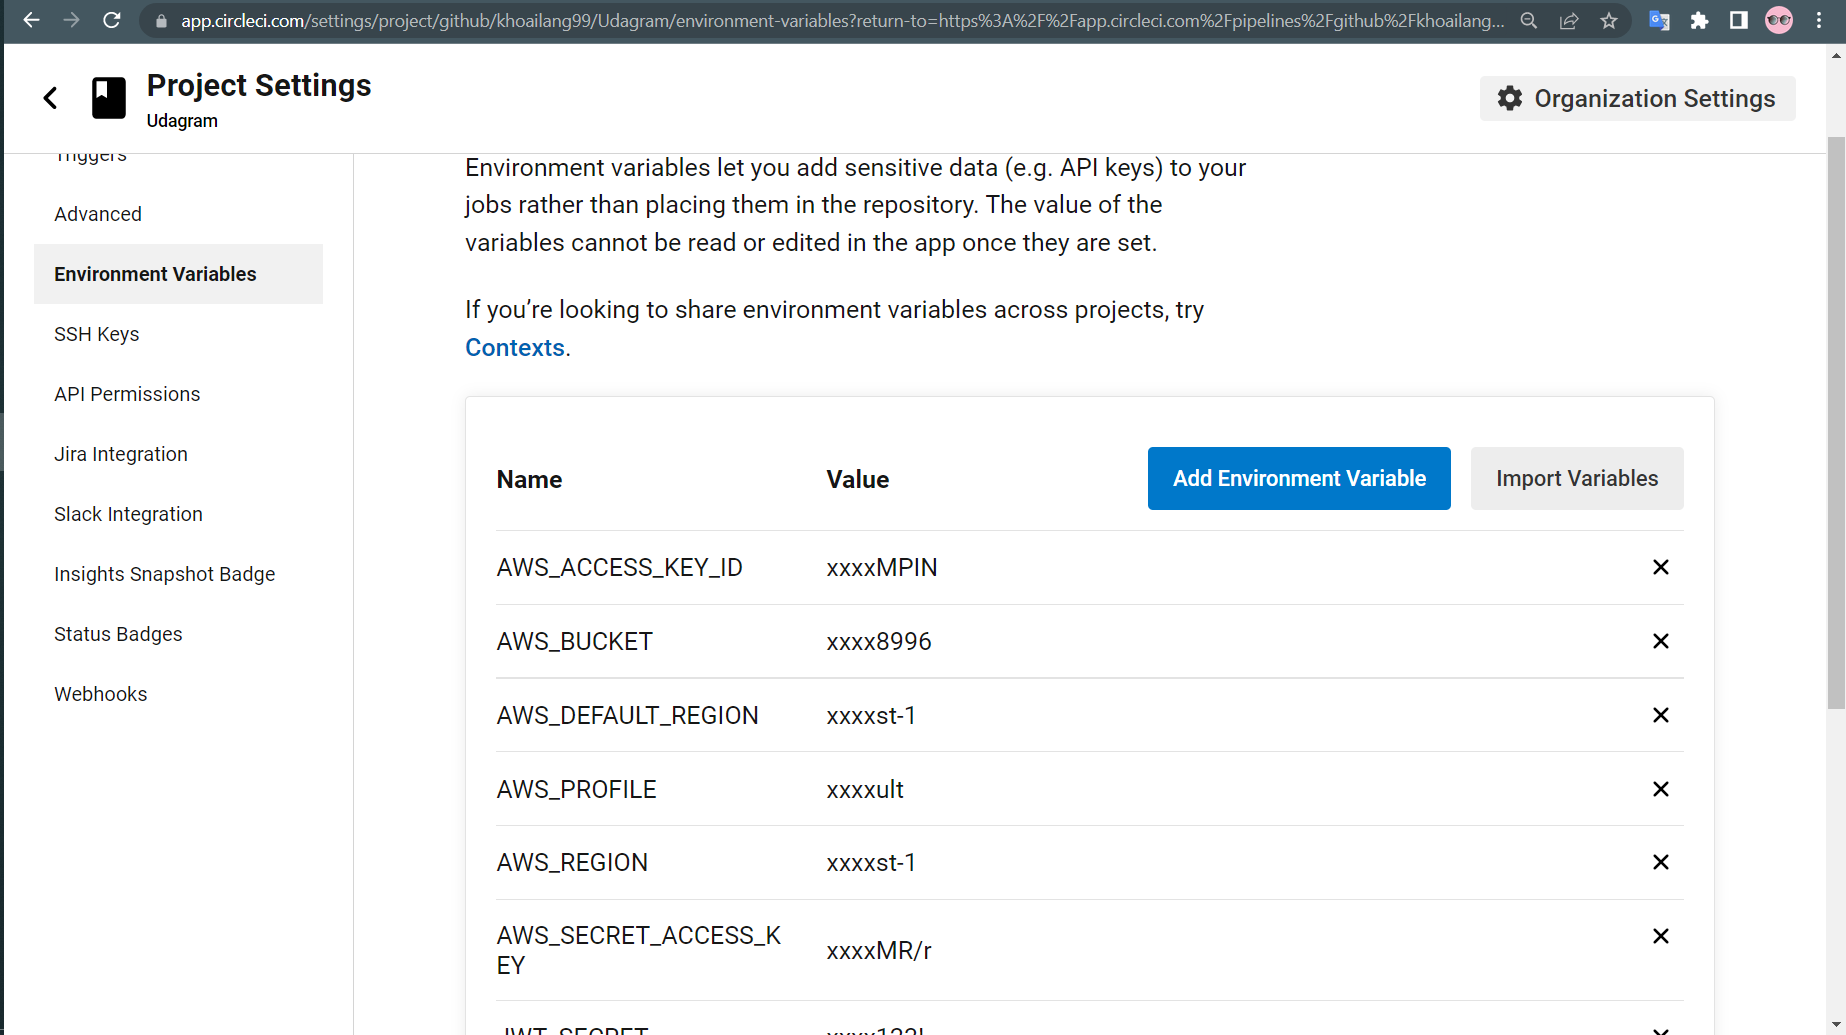 app.circleci.com/settings/project/github/khoailang99/Udagram/environment-variables?return-to=https%3A%2F%2Fapp.circleci.com%2Fpipelines%2Fgithub%2Fkhoailang...
Project Settings
Udagram
Organization Settings
Triggers
Advanced
Environment Variables
SSH Keys
API Permissions
Jira Integration
Slack Integration
Insights Snapshot Badge
Status Badges
Webhooks
Environment variables let you add sensitive data (e.g. API keys) to your
jobs rather than placing them in the repository. The value of the
variables cannot be read or edited in the app once they are set.
If you’re looking to share environment variables across projects, try
Contexts.
Name Value Add Environment Variable Import Variables
AWS_ACCESS_KEY_ID xxxxMPIN
AWS_BUCKET xxxx8996
AWS_DEFAULT_REGION xxxxst-1
AWS_PROFILE xxxxult
AWS_REGION xxxxst-1
AWS_SECRET_ACCESS_K
EY
xxxxMR/r
JWT_SECRET